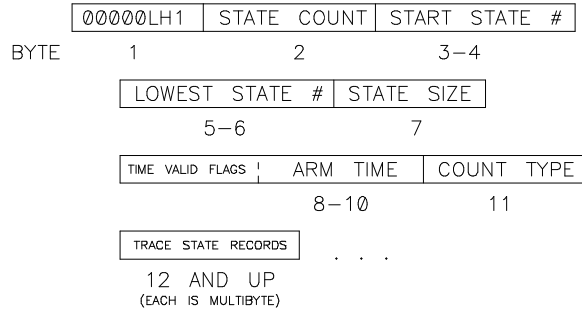 00000LH1 STATE COUNT START STATE #
BYTE 1 2 3-4
LOWEST STATE # STATE SIZE
5-6 7
TIME VALID FLAGS ARM TIME COUNT TYPE
8-10 11
TRACE STATE RECORDS . . .
12 AND UP
(EACH IS MULTIBYTE)